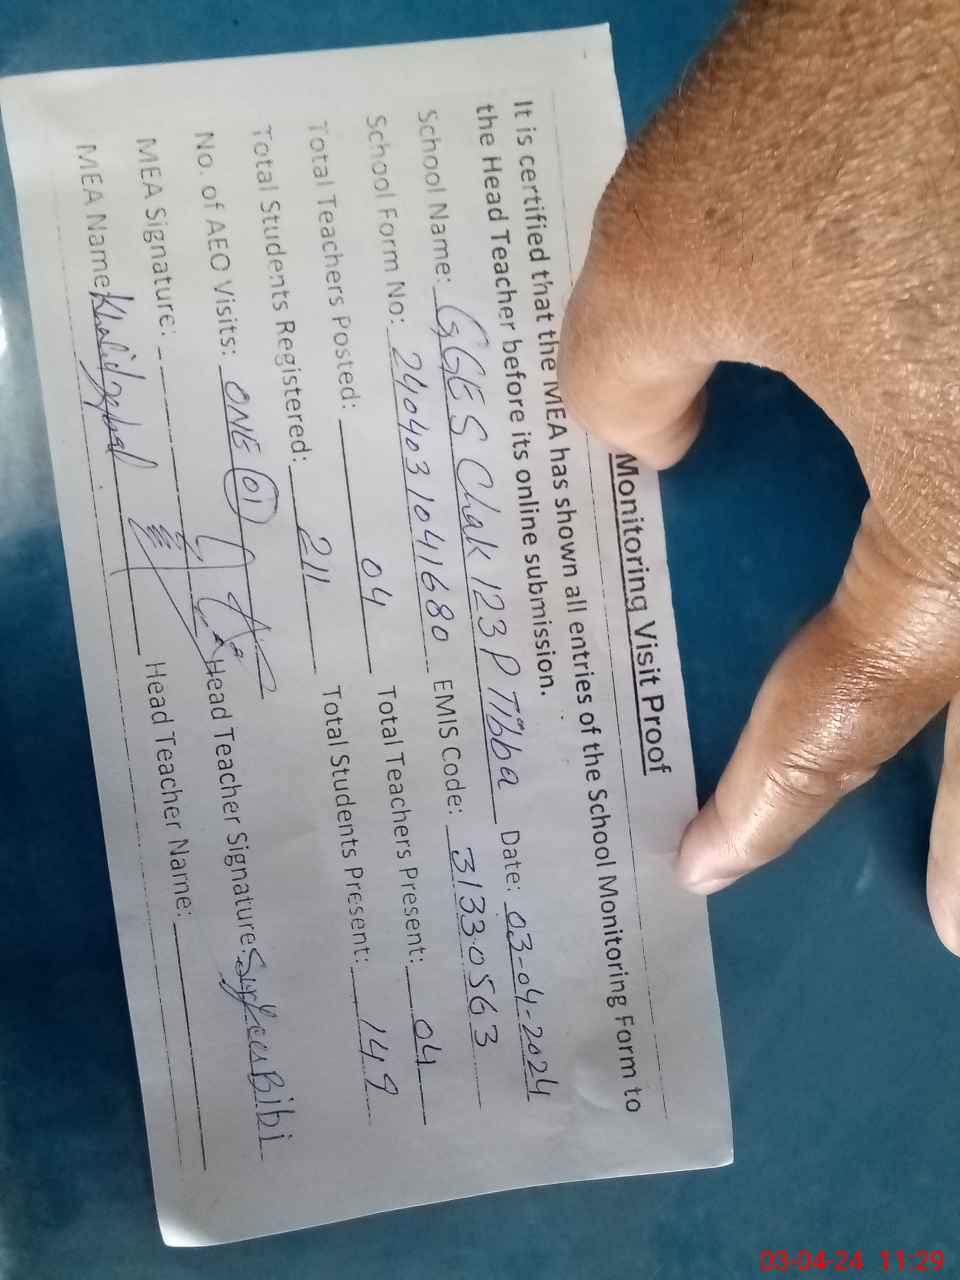 Monitoring Visit Proof
It is certified that the MEA has shown all entries of the School Monitoring Form to
the Head Teacher before its online submission.
School Name: GGES Chak 123 P Tibba Date: 03-04-2024
School Form No: 2404031041680 EMIS Code: 31330563
Total Teachers Posted: 04 Total Teachers Present: 04
Total Students Registered: 211 Total Students Present: 149
No. of AEO Visits: ONE (01)
MEA Signature: Head Teacher Signature: Bibi
MEA Name: Khalid Iqbal Head Teacher Name:
03-04-24 11:29